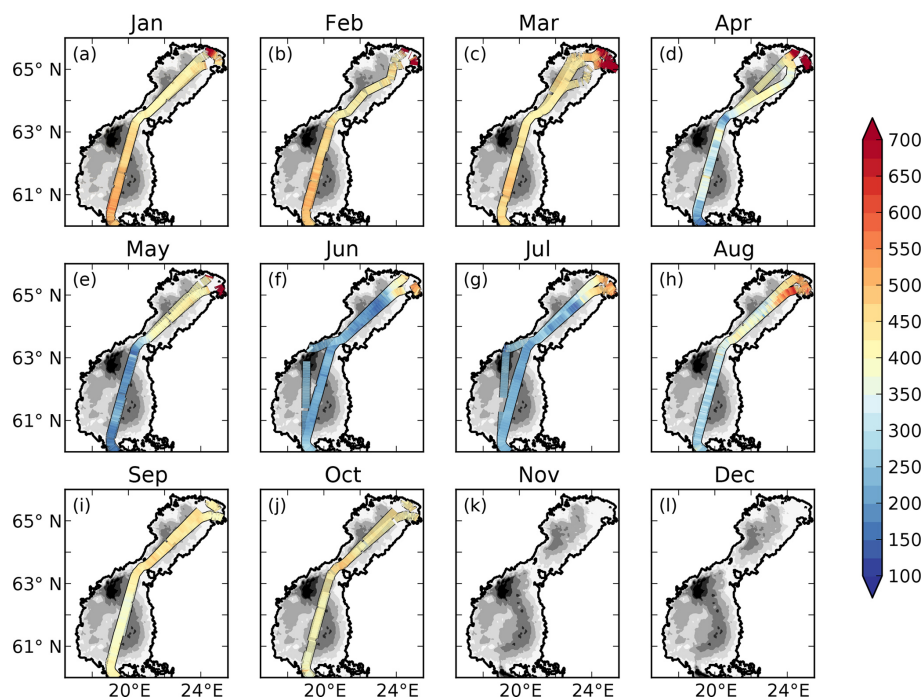 Jan Feb Mar Apr
(a) (b) (c) (d)
65° N
63° N
61° N
May Jun Jul Aug
(e) (f) (g) (h)
65° N
63° N
61° N
Sep Oct Nov Dec
(i) (j) (k) (l)
65° N
63° N
61° N
20°E 24°E 20°E 24°E 20°E 24°E 20°E 24°E
700
650
600
550
500
450
400
350
300
250
200
150
100